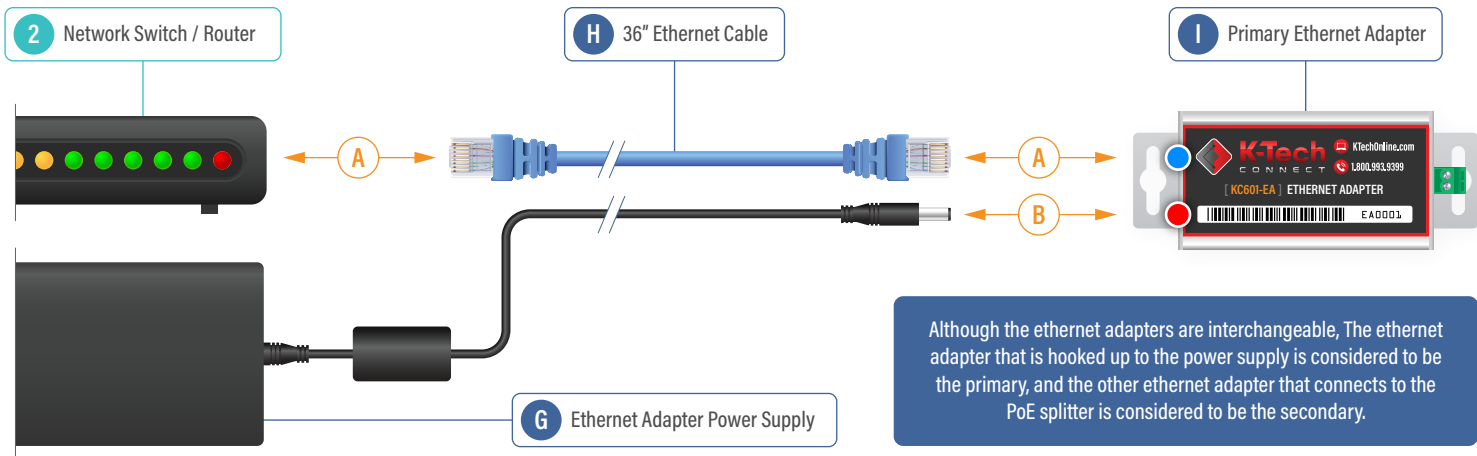 2 Network Switch / Router
H 36" Ethernet Cable
I Primary Ethernet Adapter
A
A
K-Tech
CONNECT
KTechOnline.com
1.800.993.9399
[ KC601-EA ] ETHERNET ADAPTER
EA0001
B
Although the ethernet adapters are interchangeable, The ethernet
adapter that is hooked up to the power supply is considered to be
the primary, and the other ethernet adapter that connects to the
PoE splitter is considered to be the secondary.
G Ethernet Adapter Power Supply